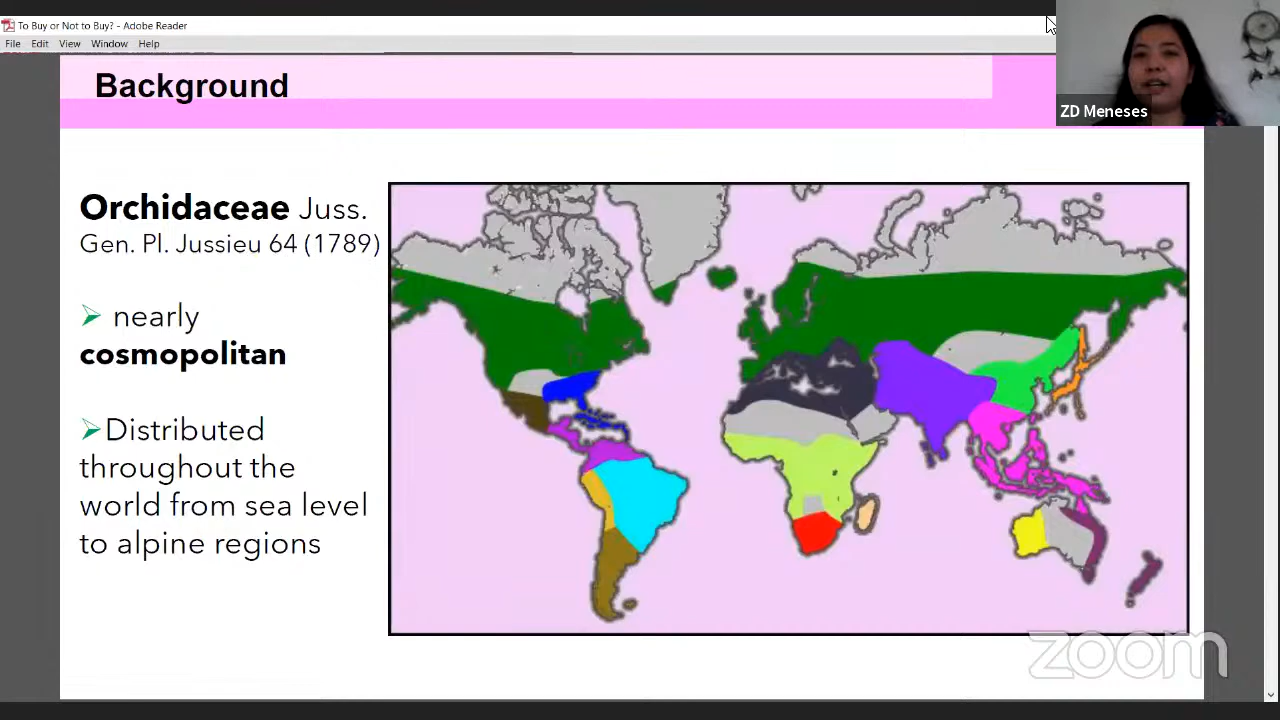 To Buy or Not to Buy? - Adobe Reader
File Edit View Window Help
Background
ZD Meneses
Orchidaceae Juss.
Gen. Pl. Jussieu 64 (1789)
nearly
cosmopolitan
Distributed
throughout the
world from sea level
to alpine regions
zoom